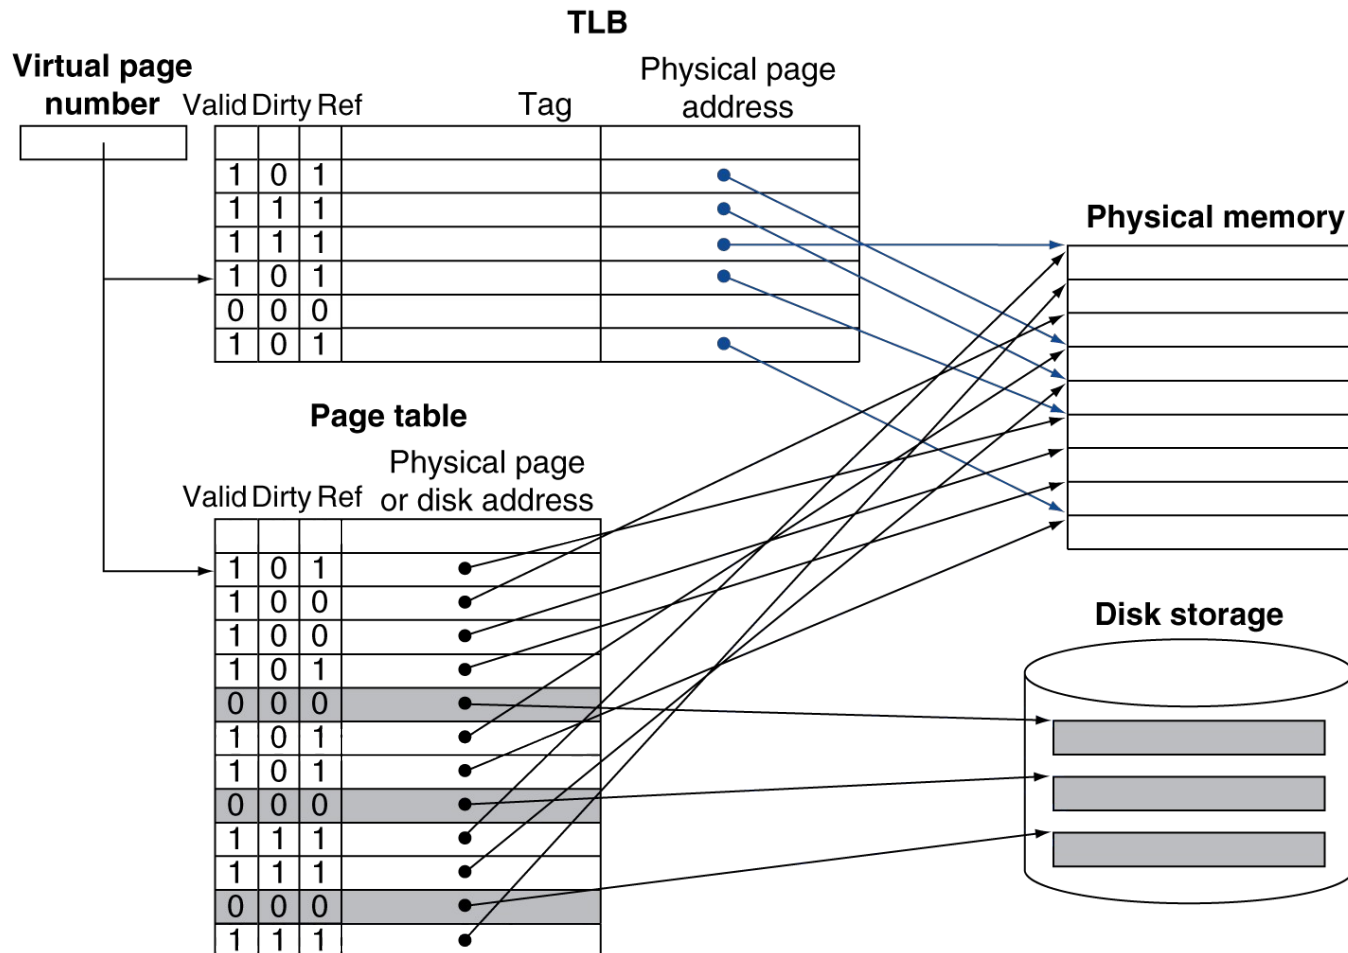 TLB
Virtual page
number
Valid Dirty Ref
Tag
Physical page
address
1 0 1
1 1 1
1 1 1
1 0 1
0 0 0
1 0 1
Physical memory
Page table
Physical page
or disk address
Valid Dirty Ref
1 0 1
1 0 0
1 0 0
1 0 1
0 0 0
1 0 1
1 0 1
0 0 0
1 1 1
1 1 1
0 0 0
1 1 1
Disk storage